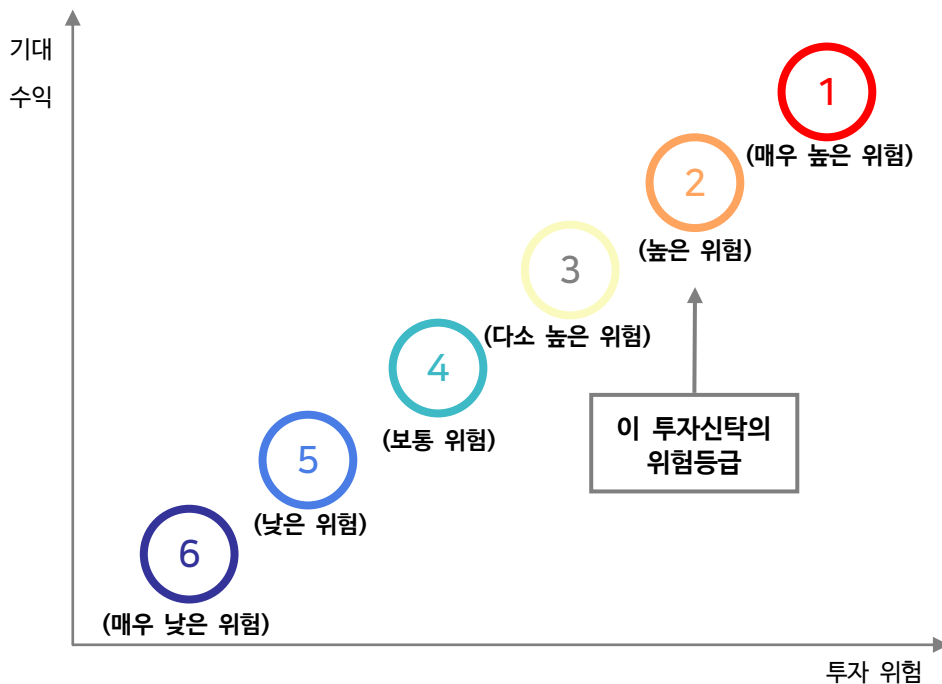 기대
수익
1
(매우 높은 위험)
2
(높은 위험)
3
(다소 높은 위험)
4
(보통 위험)
이 투자신탁의
위험등급
5
(낮은 위험)
6
(매우 낮은 위험)
투자 위험